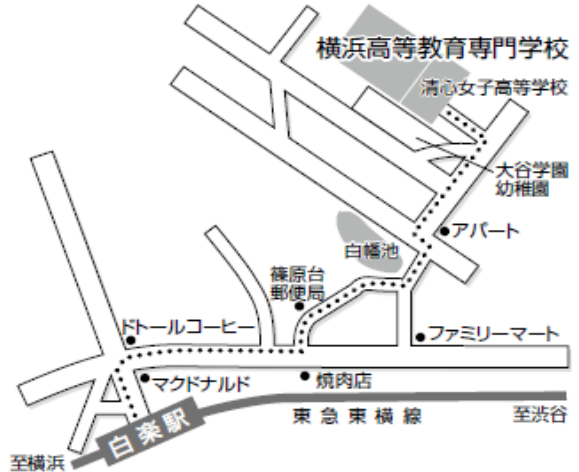 横浜高等教育専門学校
清心女子高等学校
大谷学園
幼稚園
アパート
白幡池
篠原台
郵便局
ドトールコーヒー
ファミリーマート
マクドナルド
焼肉店
東急東横線
至渋谷
白楽駅
至横浜